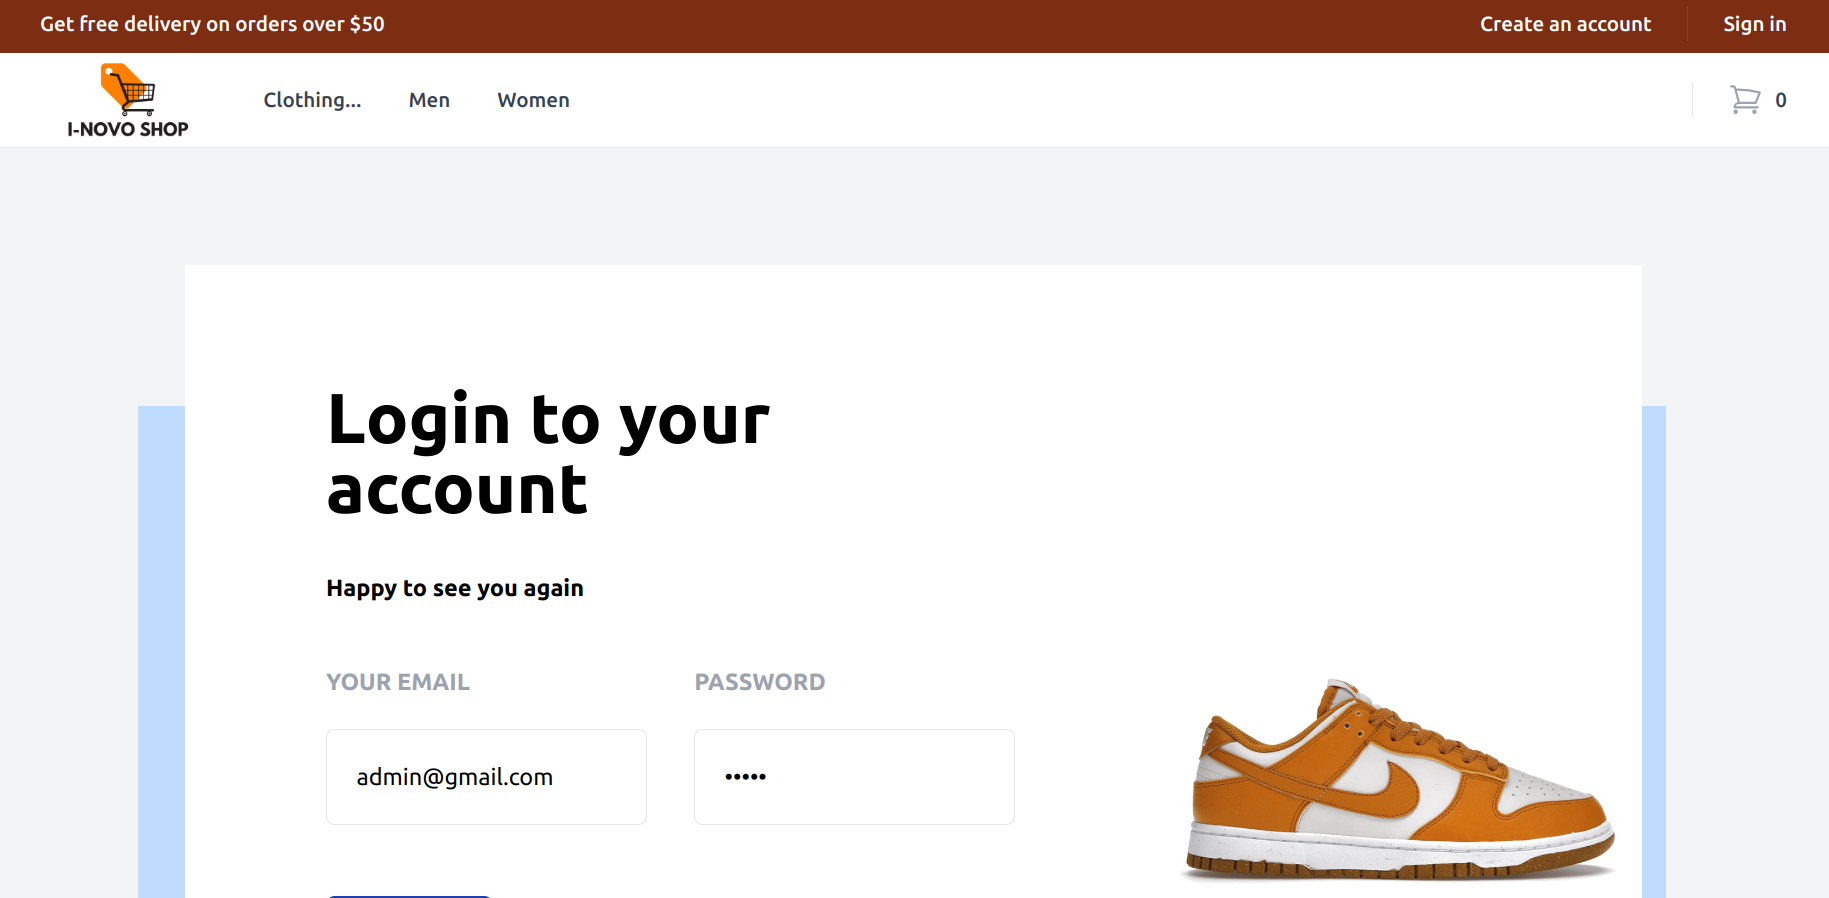 Get free delivery on orders over $50
Create an account
Sign in
I-NOVO SHOP
Clothing...
Men
Women
0
Login to your
account
Happy to see you again
YOUR EMAIL
PASSWORD
admin@gmail.com
•••••